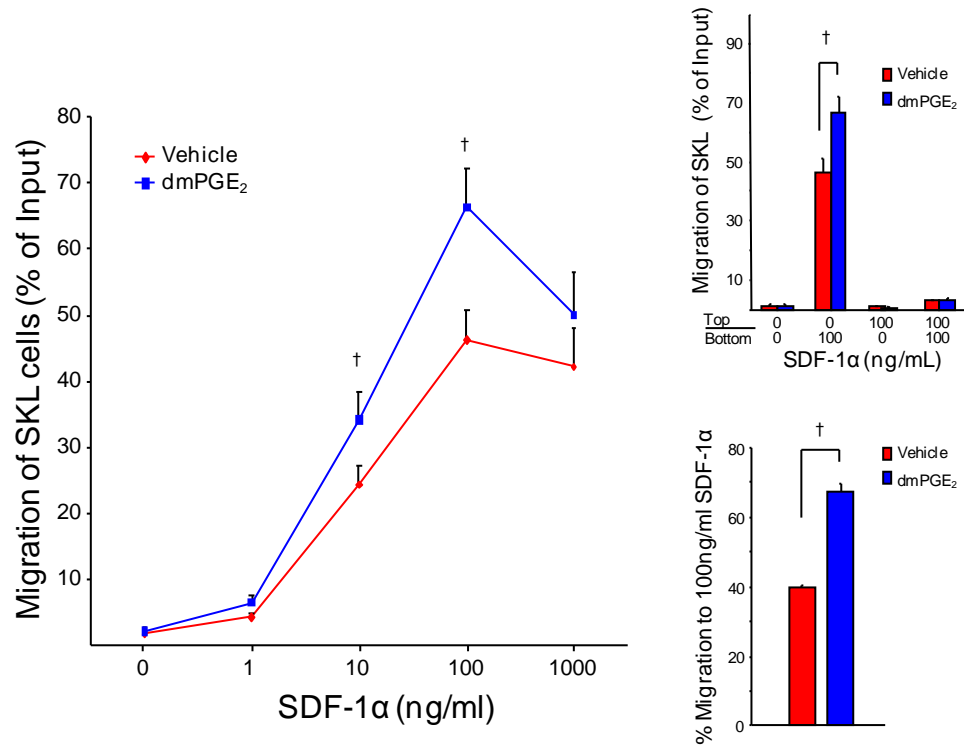 Migration of SKL cells (% of Input)
80
70
60
50
40
30
20
10
Vehicle
dmPGE₂
†
†
0 1 10 100 1000
SDF-1α (ng/ml)
Migration of SKL (% of Input)
90
70
50
30
10
†
Vehicle
dmPGE₂
Top 0 0 100 100
Bottom 0 100 0 100
SDF-1α (ng/mL)
% Migration to 100ng/ml SDF-1α
80
60
40
20
0
†
Vehicle
dmPGE₂